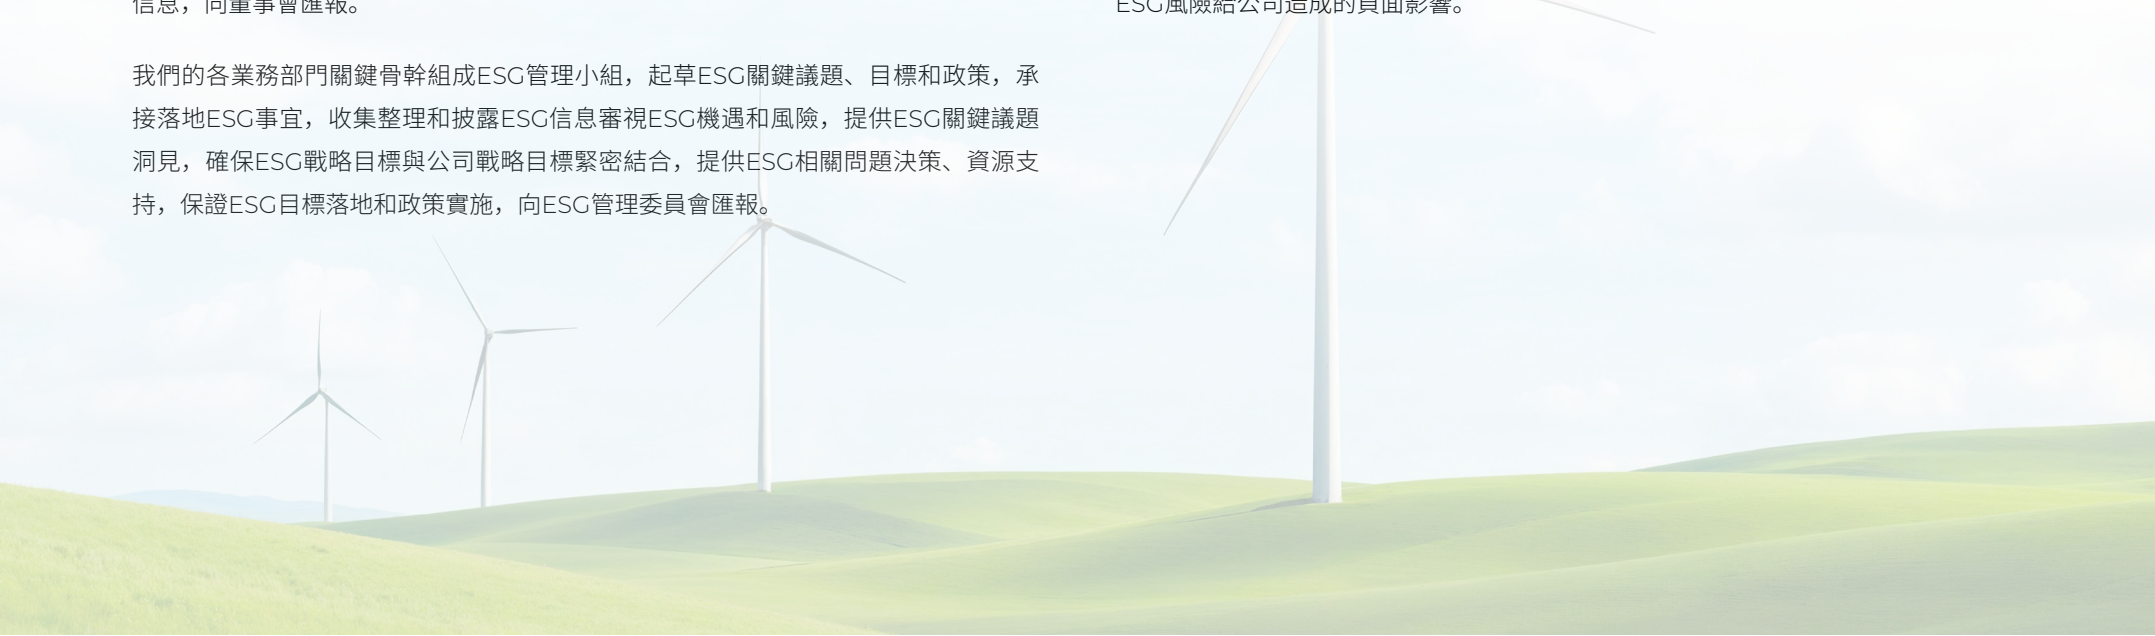 信息，向董事會匯報。
我們的各業務部門關鍵骨幹組成ESG管理小組，起草ESG關鍵議題、目標和政策，承
接落地ESG事宜，收集整理和披露ESG信息審視ESG機遇和風險，提供ESG關鍵議題
洞見，確保ESG戰略目標與公司戰略目標緊密結合，提供ESG相關問題決策、資源支
持，保證ESG目標落地和政策實施，向ESG管理委員會匯報。
ESG風險給公司造成的負面影響。